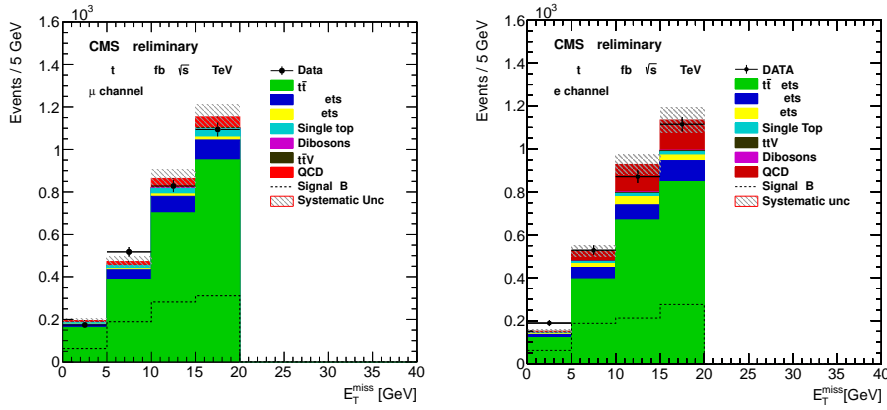 ×10³
Events / 5 GeV
1.6
1.4
1.2
1
0.8
0.6
0.4
0.2
0
CMS reliminary
t fb √s TeV
μ channel
Data
tt̄
ets
ets
Single top
Dibosons
tt̄V
QCD
Signal B
Systematic Unc
0 5 10 15 20 25 30 35 40
E_T^miss [GeV]
×10³
Events / 5 GeV
1.6
1.4
1.2
1
0.8
0.6
0.4
0.2
0
CMS reliminary
t fb √s TeV
e channel
DATA
tt̄ ets
ets
ets
Single Top
ttV
Dibosons
QCD
Signal B
Systematic Unc
0 5 10 15 20 25 30 35 40
E_T^miss[GeV]